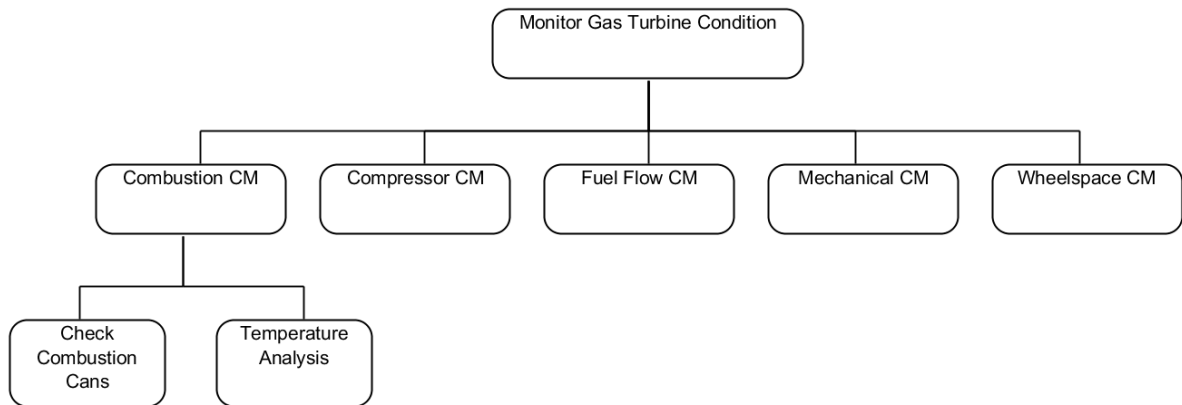 Monitor Gas Turbine Condition
Combustion CM
Compressor CM
Fuel Flow CM
Mechanical CM
Wheelspace CM
Check
Combustion
Cans
Temperature
Analysis